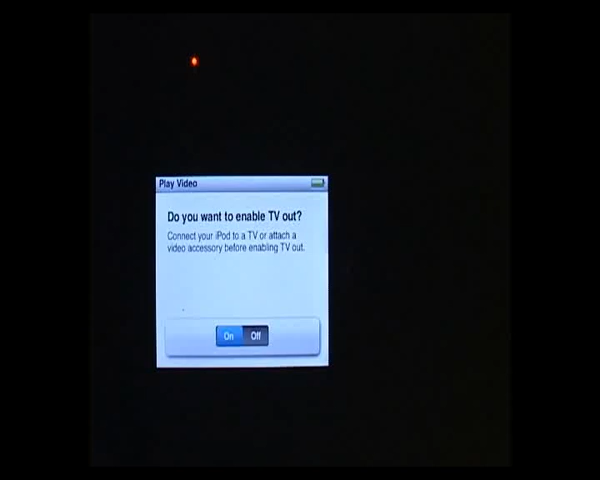 Play Video
Do you want to enable TV out?
Connect your iPod to a TV or attach a
video accessory before enabling TV out.
On Off